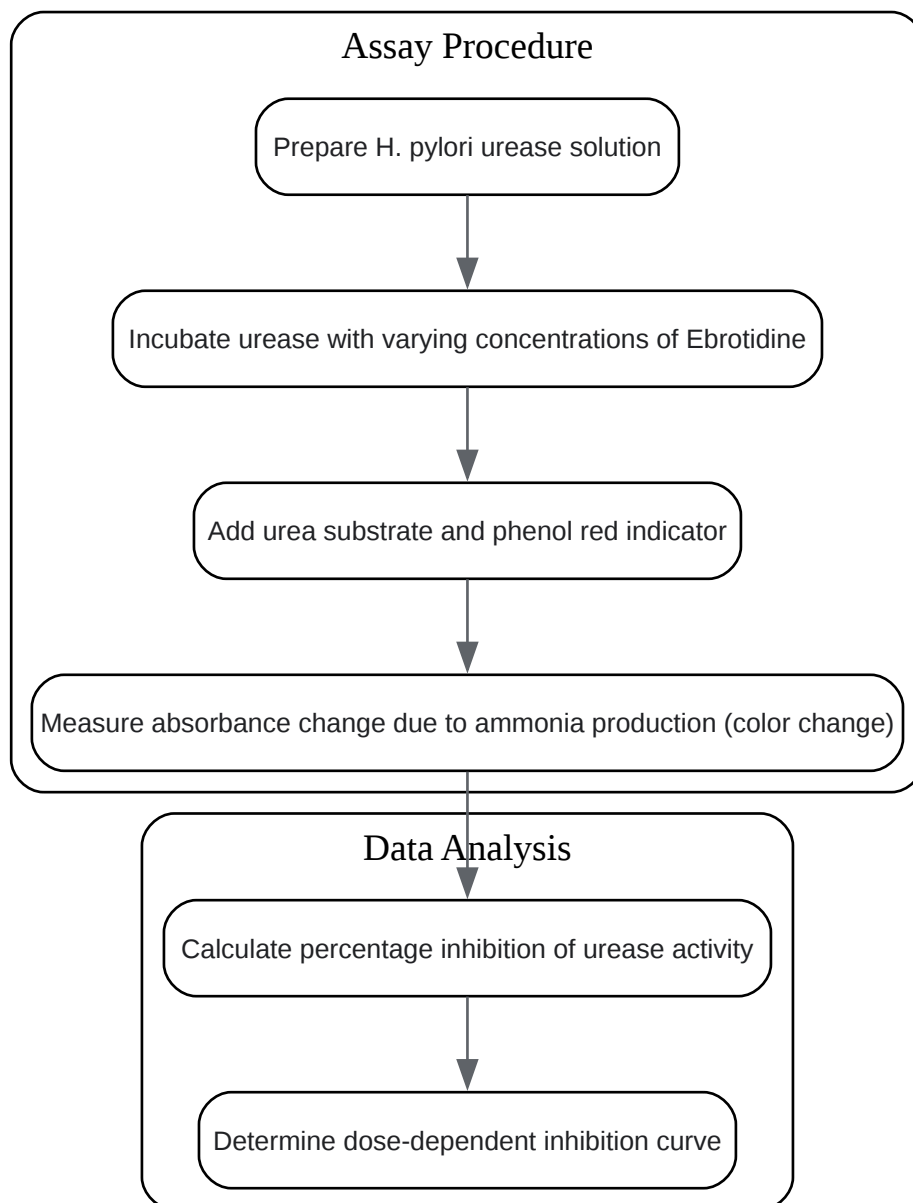 Assay Procedure
Prepare H. pylori urease solution
Incubate urease with varying concentrations of Ebrotidine
Add urea substrate and phenol red indicator
Measure absorbance change due to ammonia production (color change)
Data Analysis
Calculate percentage inhibition of urease activity
Determine dose-dependent inhibition curve